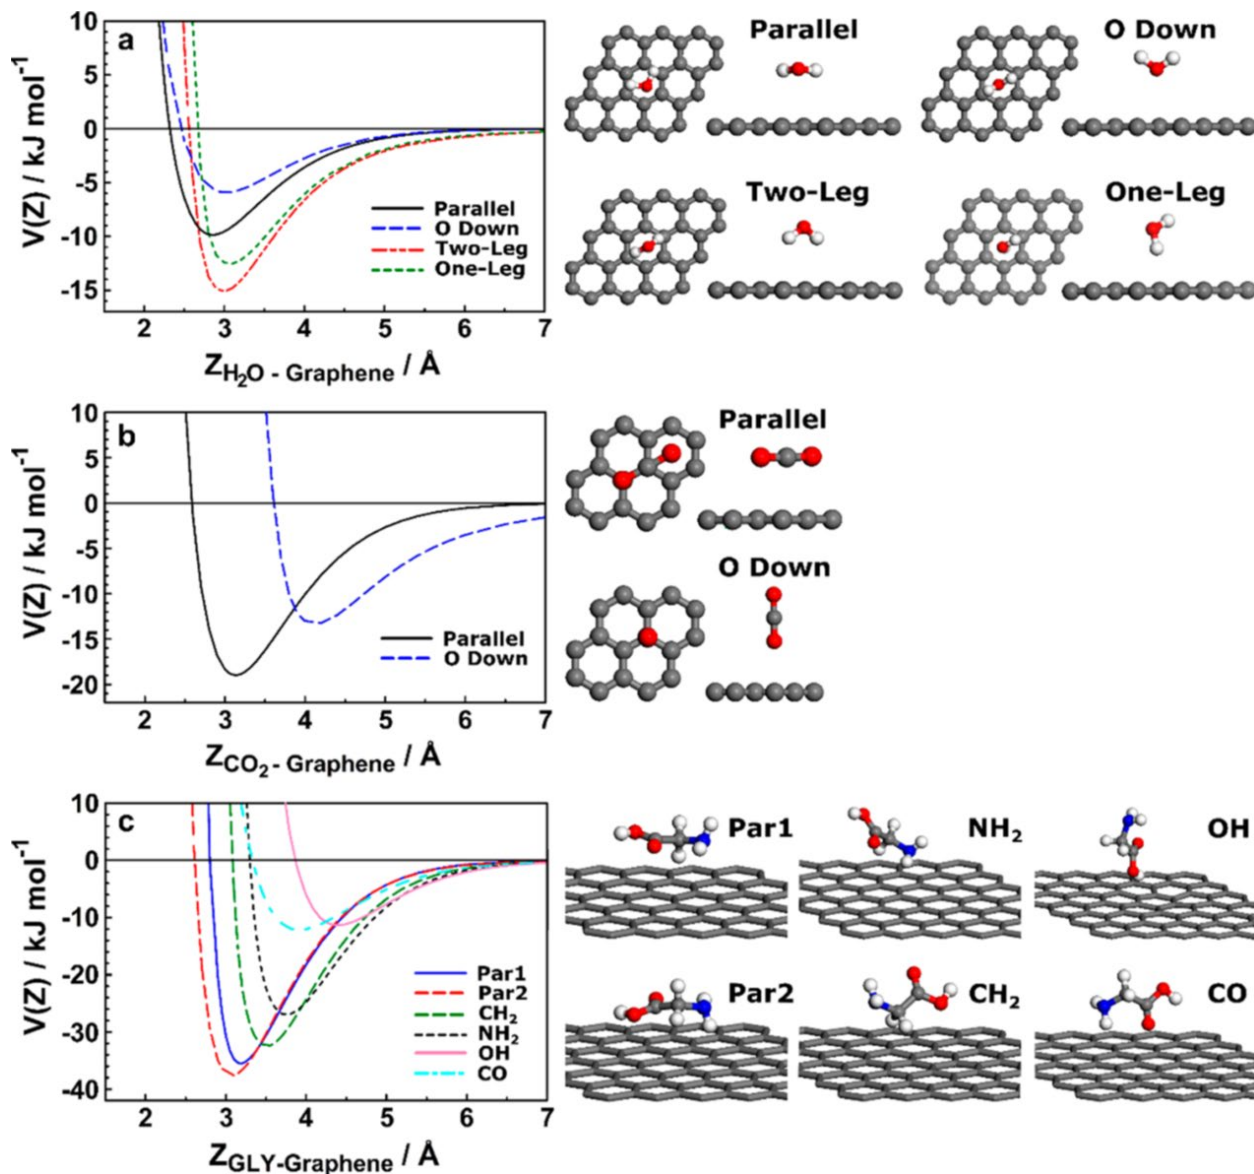 a
10
5
0
-5
-10
-15
V(Z) / kJ mol⁻¹
Parallel
O Down
Two-Leg
One-Leg
2 3 4 5 6 7
Z_H₂O - Graphene / Å
Parallel
O Down
Two-Leg
One-Leg
b
10
5
0
-5
-10
-15
-20
V(Z) / kJ mol⁻¹
Parallel
O Down
2 3 4 5 6 7
Z_CO₂ - Graphene / Å
Parallel
O Down
c
10
0
-10
-20
-30
-40
V(Z) / kJ mol⁻¹
Par1
Par2
CH₂
NH₂
OH
CO
2 3 4 5 6 7
Z_GLY-Graphene / Å
Par1 NH₂ OH
Par2 CH₂ CO